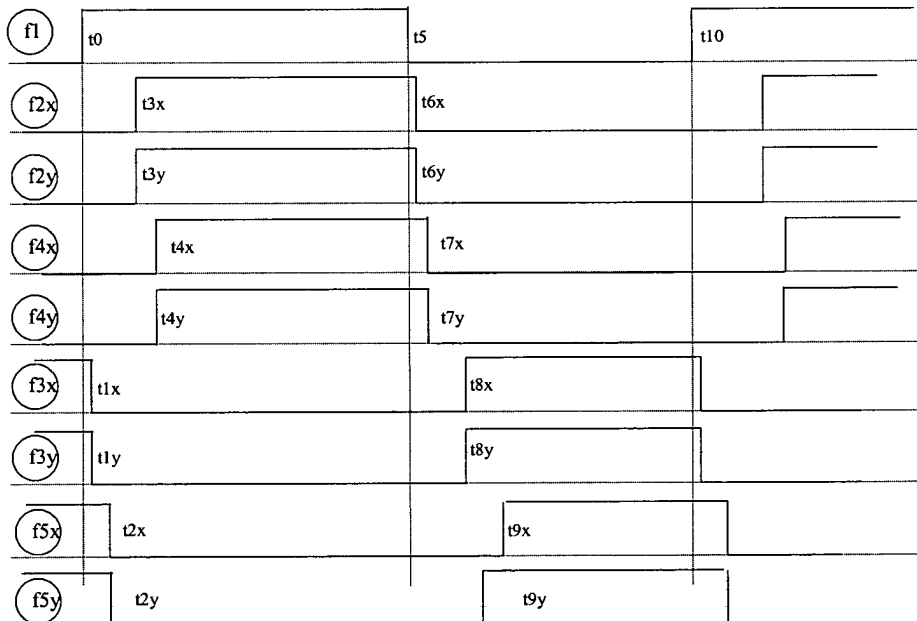 f1 t0 t5 t10
f2x t3x t6x
f2y t3y t6y
f4x t4x t7x
f4y t4y t7y
f3x t1x t8x
f3y t1y t8y
f5x t2x t9x
f5y t2y t9y